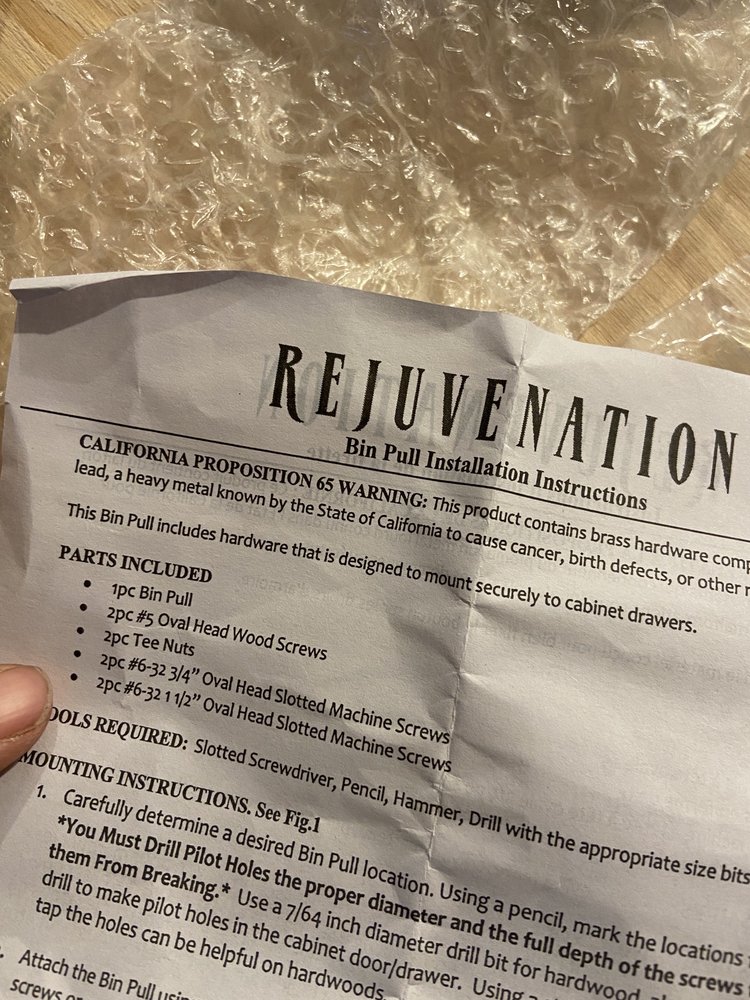 REJUVENATION
Bin Pull Installation Instructions
CALIFORNIA PROPOSITION 65 WARNING: This product contains brass hardware comp
lead, a heavy metal known by the State of California to cause cancer, birth defects, or other r
This Bin Pull includes hardware that is designed to mount securely to cabinet drawers.
PARTS INCLUDED
• 1pc Bin Pull
• 2pc #5 Oval Head Wood Screws
• 2pc Tee Nuts
• 2pc #6-32 3/4” Oval Head Slotted Machine Screws
• 2pc #6-32 1 1/2” Oval Head Slotted Machine Screws
OOLS REQUIRED: Slotted Screwdriver, Pencil, Hammer, Drill with the appropriate size bits
MOUNTING INSTRUCTIONS. See Fig.1
1. Carefully determine a desired Bin Pull location. Using a pencil, mark the locations
*You Must Drill Pilot Holes the proper diameter and the full depth of the screws
them From Breaking.* Use a 7/64 inch diameter drill bit for hardwood
drill to make pilot holes in the cabinet door/drawer. Using
tap the holes can be helpful on hardwoods.
Attach the Bin Pull usin
screws or